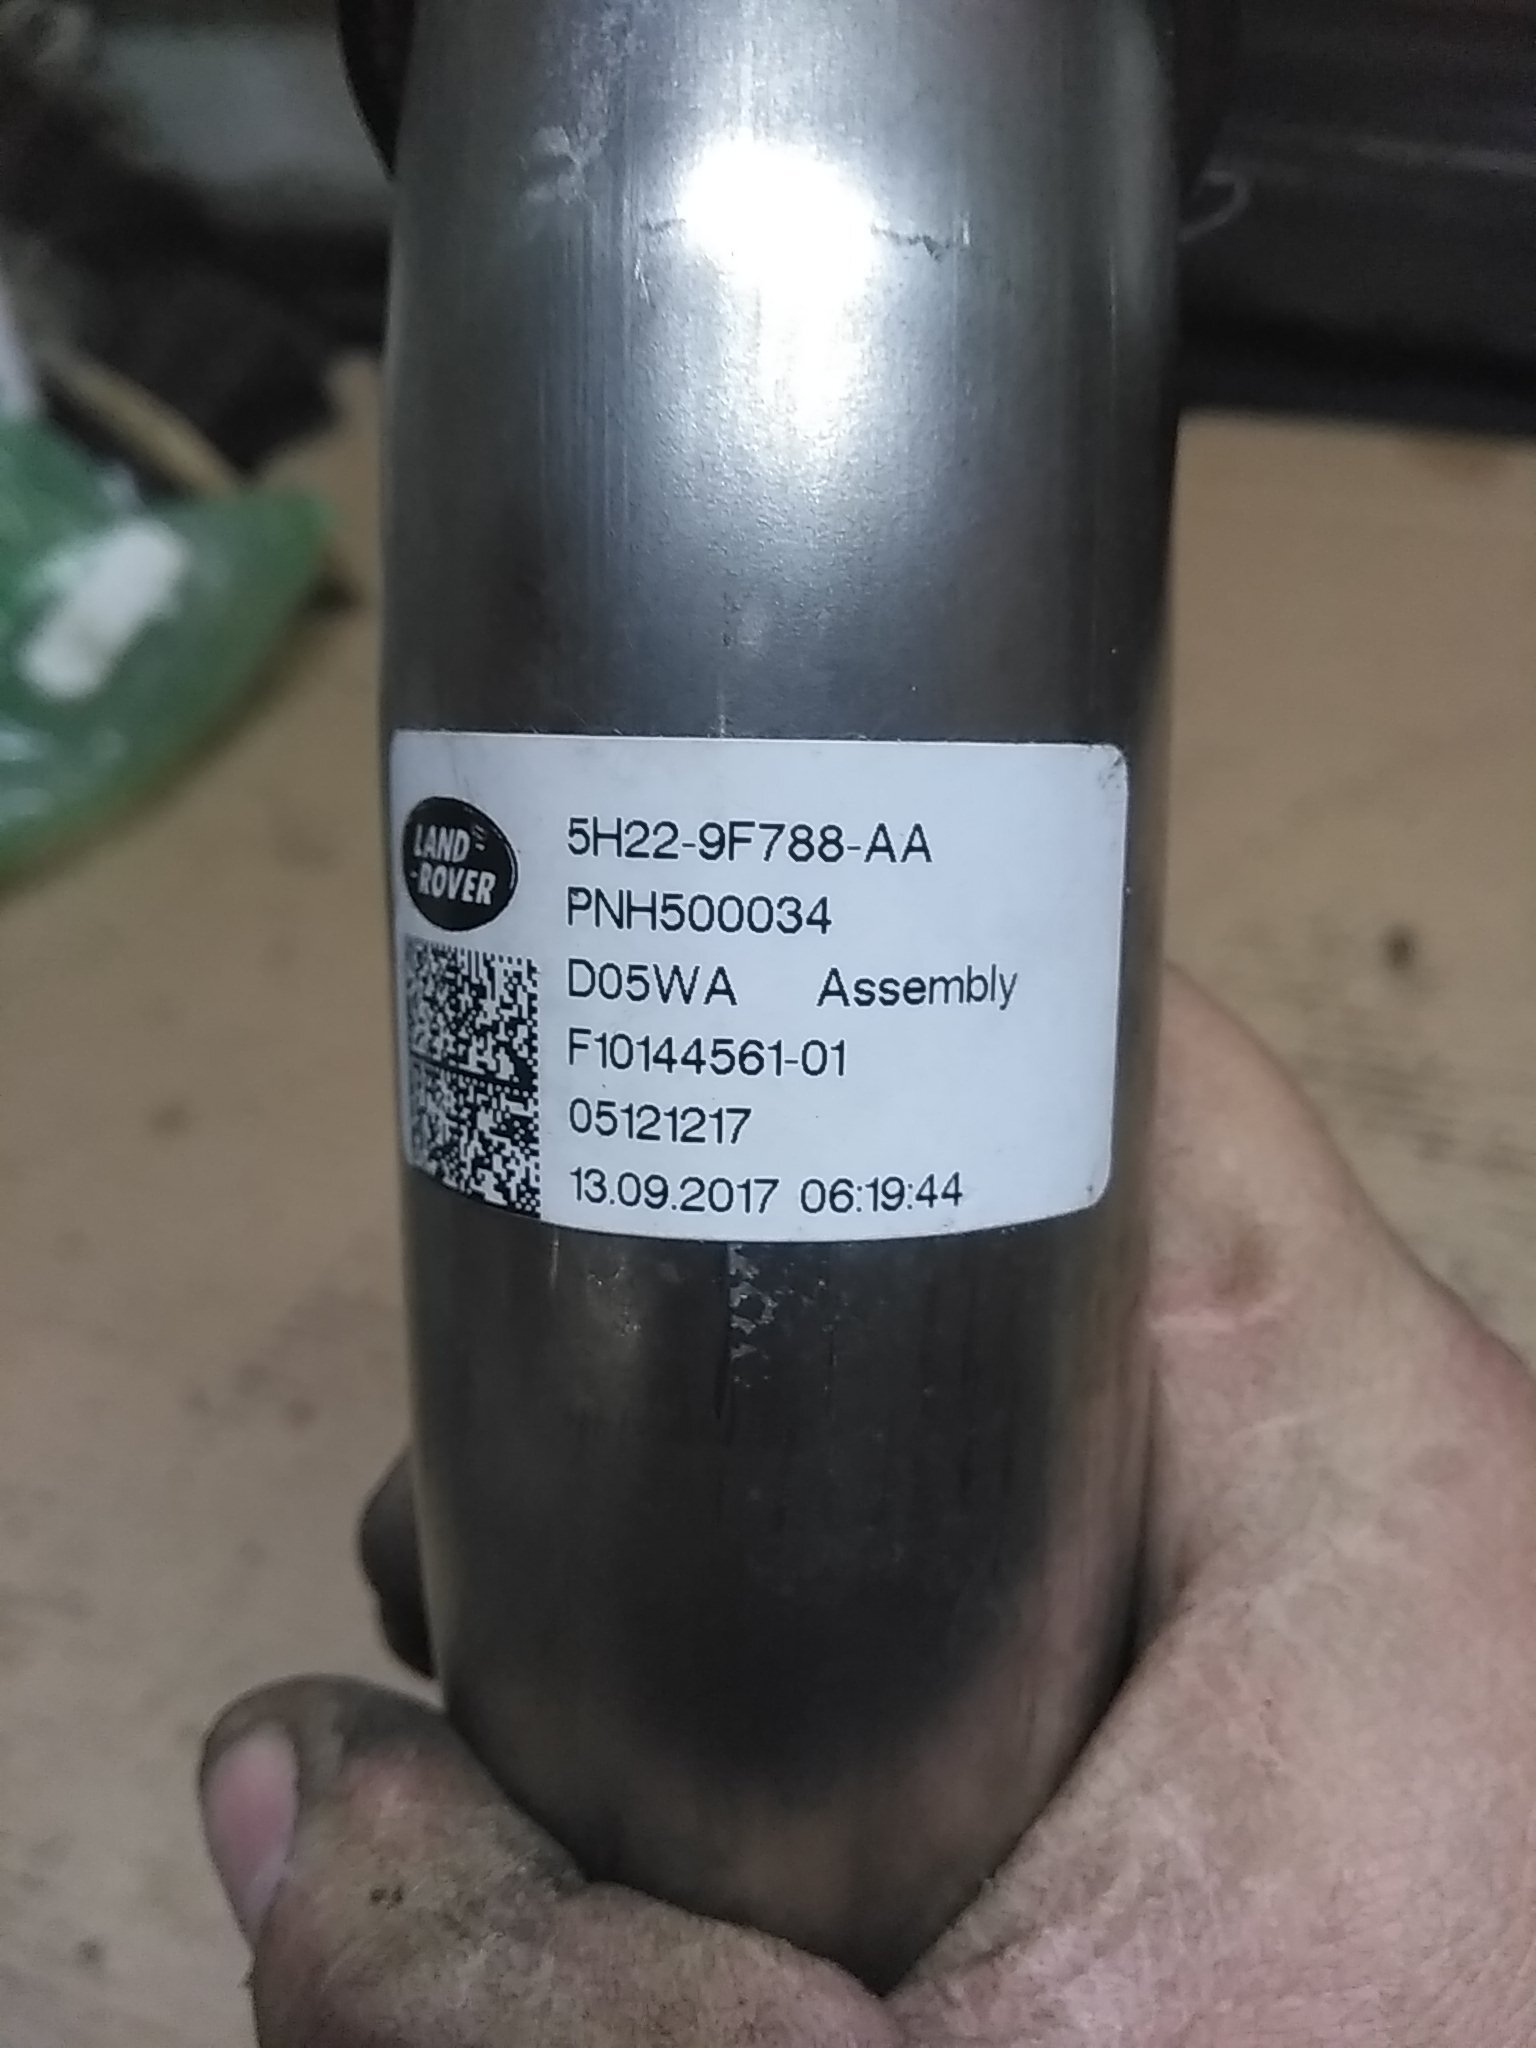 LAND
-ROVER
5H22-9F788-AA
PNH500034
D05WA Assembly
F10144561-01
05121217
13.09.2017 06:19:44